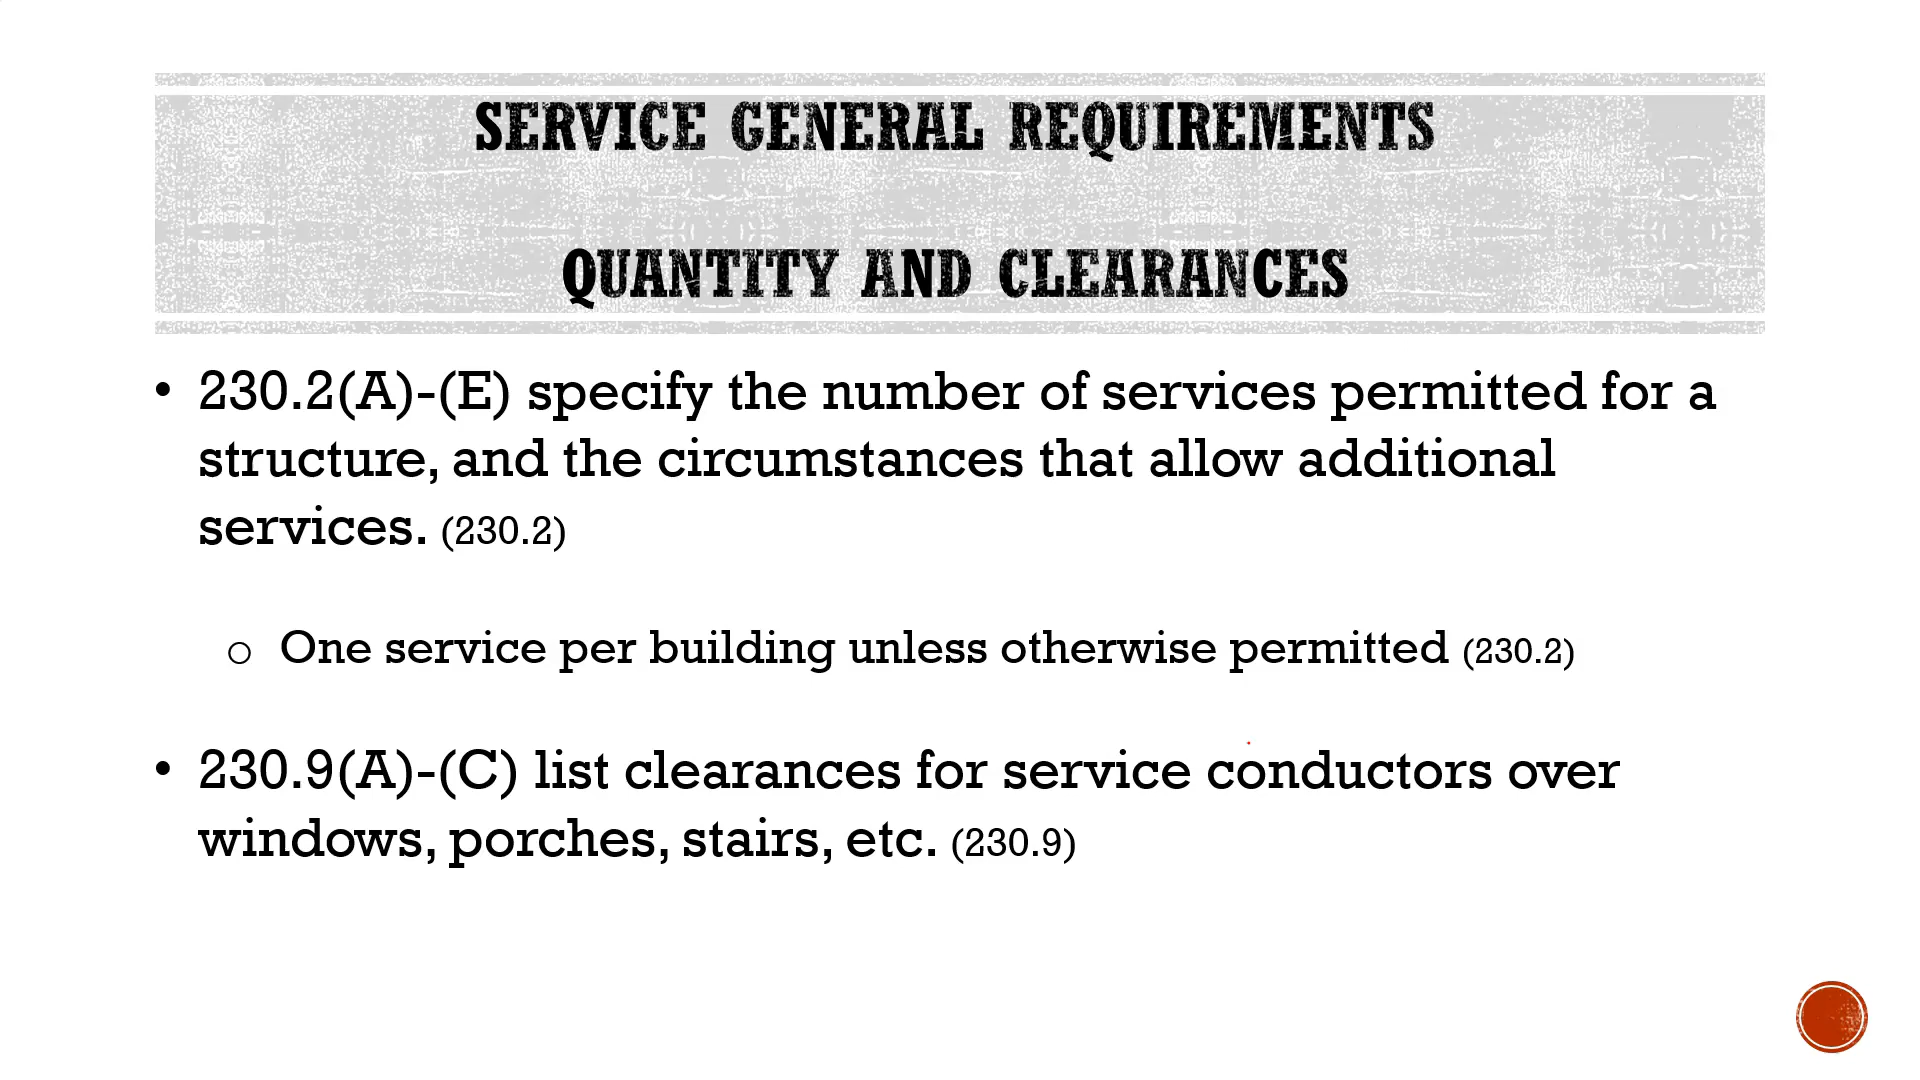 SERVICE GENERAL REQUIREMENTS
QUANTITY AND CLEARANCES
• 230.2(A)-(E) specify the number of services permitted for a
structure, and the circumstances that allow additional
services. (230.2)
o One service per building unless otherwise permitted (230.2)
• 230.9(A)-(C) list clearances for service conductors over
windows, porches, stairs, etc. (230.9)